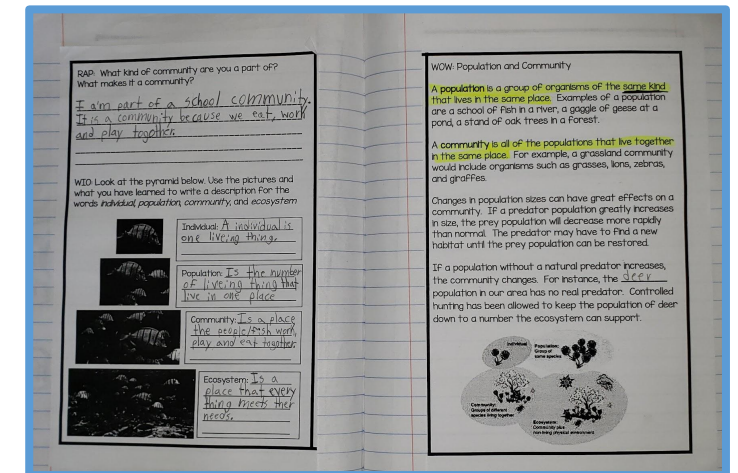 RAP: What kind of community are you a part of?
What makes it a community?
I a'm part of a school community.
It is a community because we eat, work
and play together.
WIO: Look at the pyramid below. Use the pictures and
what you have learned to write a description for the
words individual, population, community, and ecosystem
Individual: A individual is
one liveing thing.
Population: Is the number
of liveing thing that
live in one place
Community: Is a place
the people/fish work,
play and eat together.
Ecosystem: Is a
place that every
thing meets ther
needs.
WOW: Population and Community
A population is a group of organisms of the same kind
that lives in the same place. Examples of a population
are a school of fish in a river, a gaggle of geese at a
pond, a stand of oak trees in a forest.
A community is all of the populations that live together
in the same place. For example, a grassland community
would include organisms such as grasses, lions, zebras,
and giraffes.
Changes in population sizes can have great effects on a
community. If a predator population greatly increases
in size, the prey population will decrease more rapidly
than normal. The predator may have to find a new
habitat until the prey population can be restored.
If a population without a natural predator increases,
the community changes. For instance, the deer
population in our area has no real predator. Controlled
hunting has been allowed to keep the population of deer
down to a number the ecosystem can support.
Individual
Population:
Group of
same species
Community:
Groups of different
species living together
Ecosystem:
Community plus
non-living physical environment